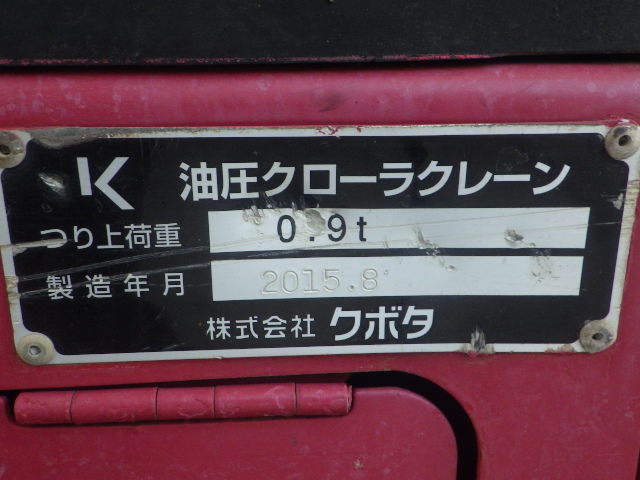 K 油圧クローラクレーン
つり上荷重 0.9t
製造年月 2015.8
株式会社 クボタ